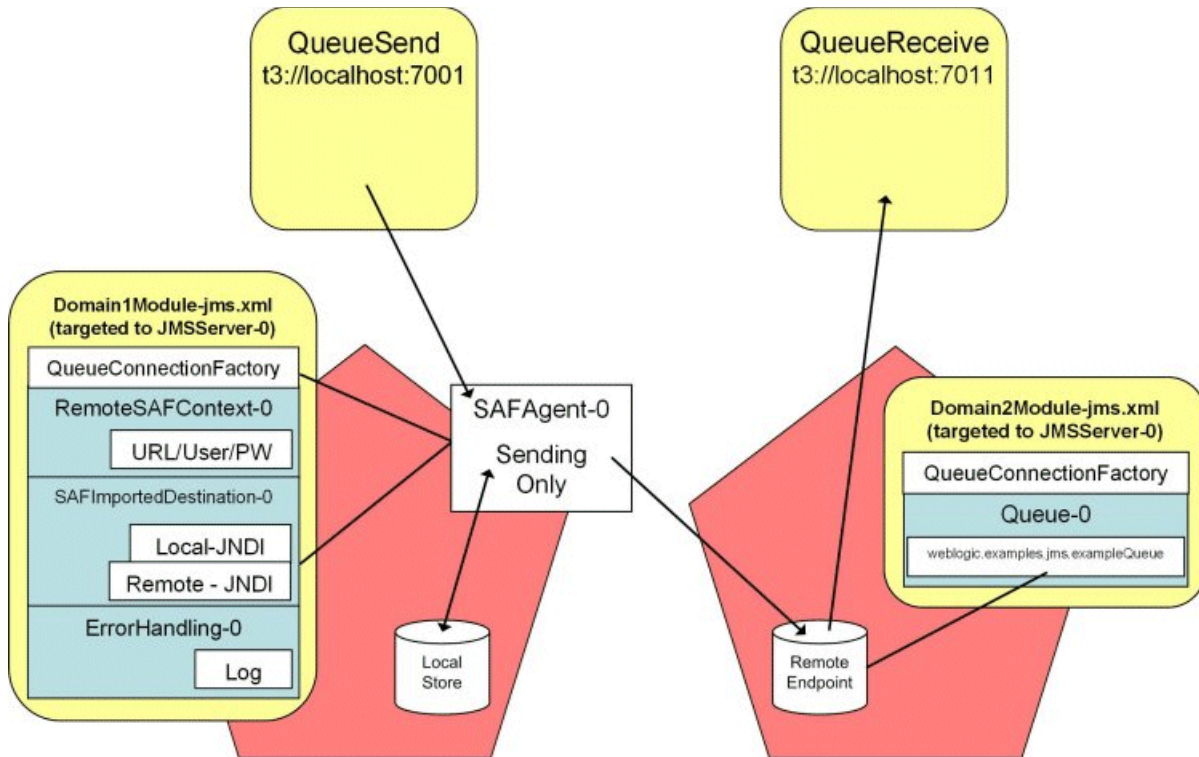 QueueSend
t3://localhost:7001
QueueReceive
t3://localhost:7011
Domain1Module-jms.xml
(targeted to JMSServer-0)
QueueConnectionFactory
RemoteSAFContext-0
URL/User/PW
SAFImportedDestination-0
Local-JNDI
Remote - JNDI
ErrorHandling-0
Log
SAFAgent-0
Sending
Only
Local
Store
Remote
Endpoint
Domain2Module-jms.xml
(targeted to JMSServer-0)
QueueConnectionFactory
Queue-0
weblogic.examples.jms.exampleQueue